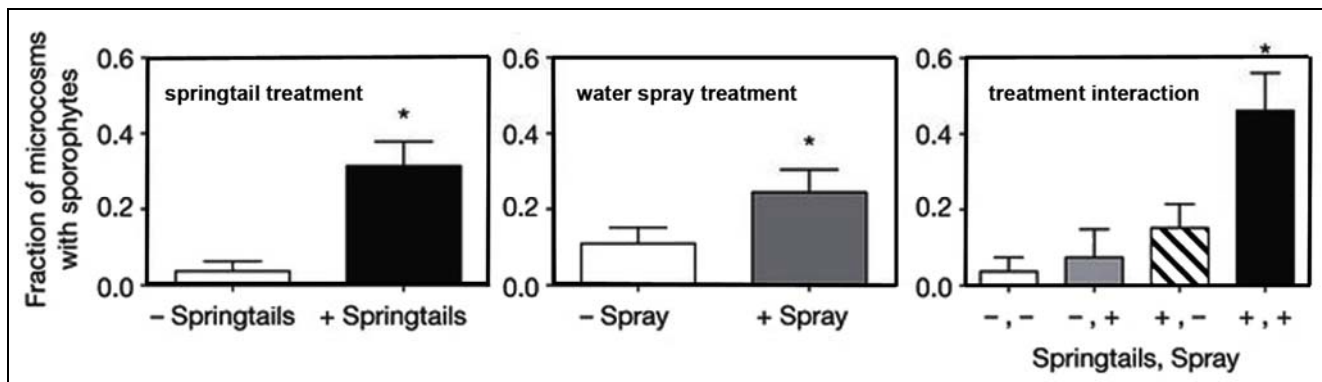 Fraction of microcosms
with sporophytes
0.6
0.4
0.2
0.0
springtail treatment
*
– Springtails + Springtails
0.6
0.4
0.2
0.0
water spray treatment
*
– Spray + Spray
0.6
0.4
0.2
0.0
treatment interaction
*
– , – – , + + , – + , +
Springtails, Spray